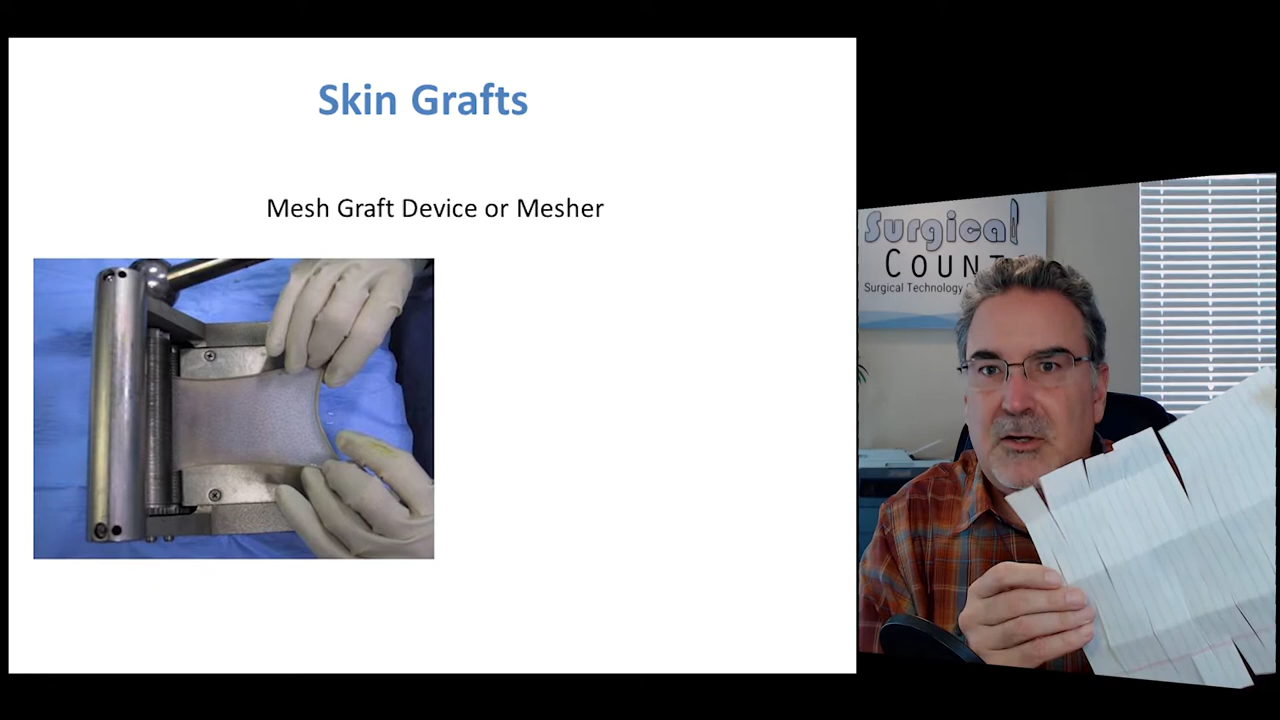 Skin Grafts
Mesh Graft Device or Mesher
Surgical
COUNT
Surgical Technology